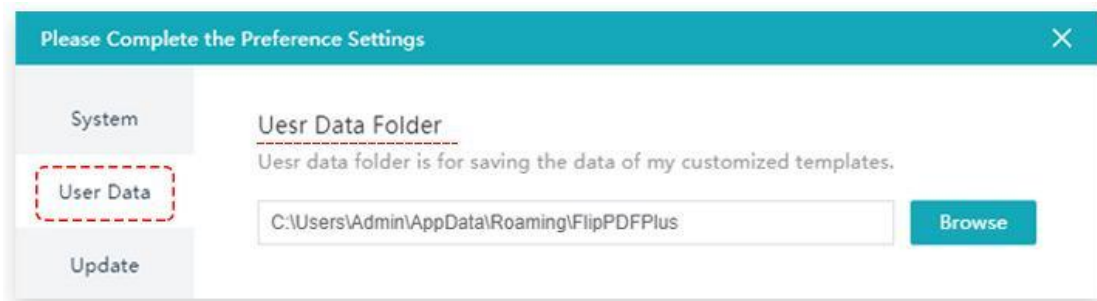 Please Complete the Preference Settings
System
User Data
Update
Uesr Data Folder
Uesr data folder is for saving the data of my customized templates.
C:\Users\Admin\AppData\Roaming\FlipPDFPlus
Browse